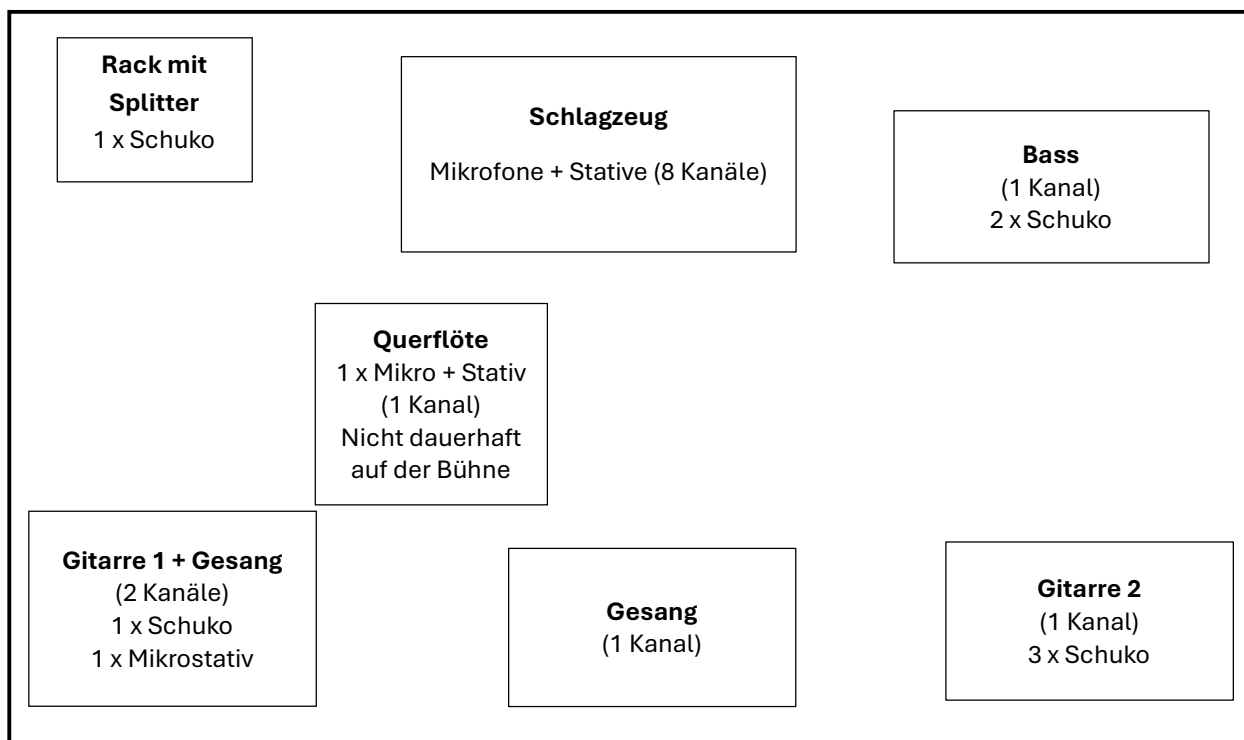 Rack mit
Splitter
1 x Schuko
Schlagzeug
Mikrofone + Stative (8 Kanäle)
Bass
(1 Kanal)
2 x Schuko
Querflöte
1 x Mikro + Stativ
(1 Kanal)
Nicht dauerhaft
auf der Bühne
Gitarre 1 + Gesang
(2 Kanäle)
1 x Schuko
1 x Mikrostativ
Gesang
(1 Kanal)
Gitarre 2
(1 Kanal)
3 x Schuko